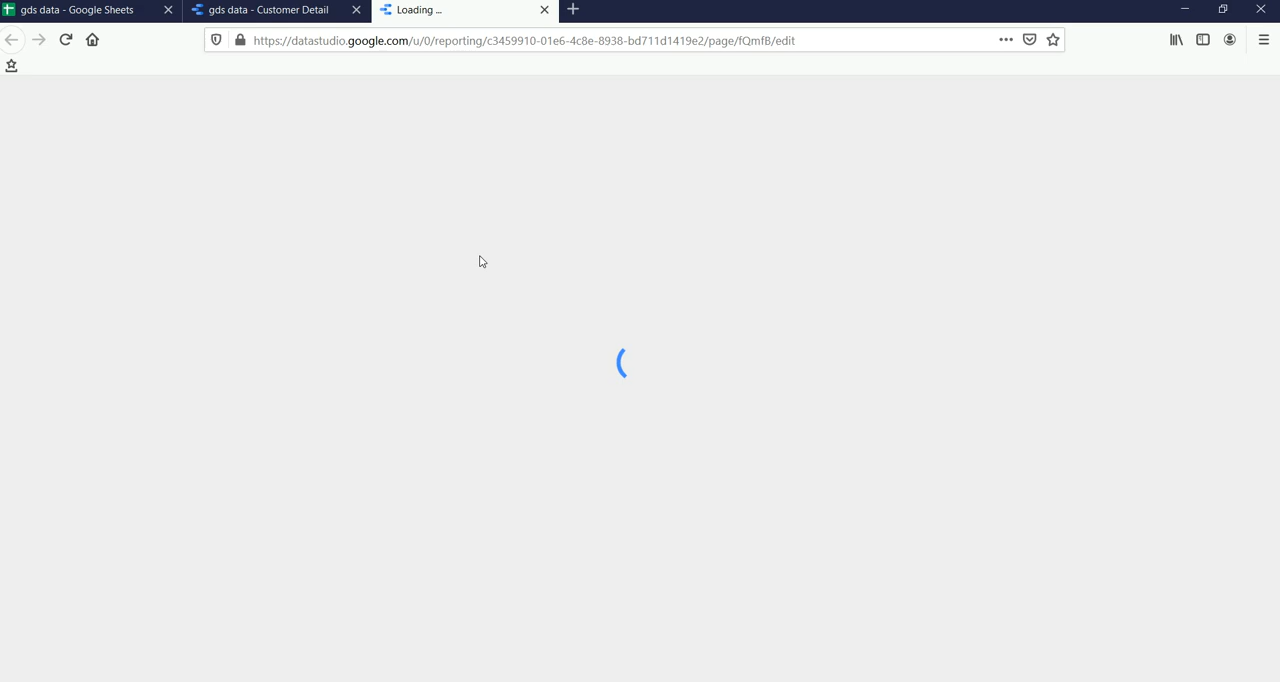 gds data - Google Sheets
gds data - Customer Detail
Loading ...
https://datastudio.google.com/u/0/reporting/c3459910-01e6-4c8e-8938-bd711d1419e2/page/fQmfB/edit